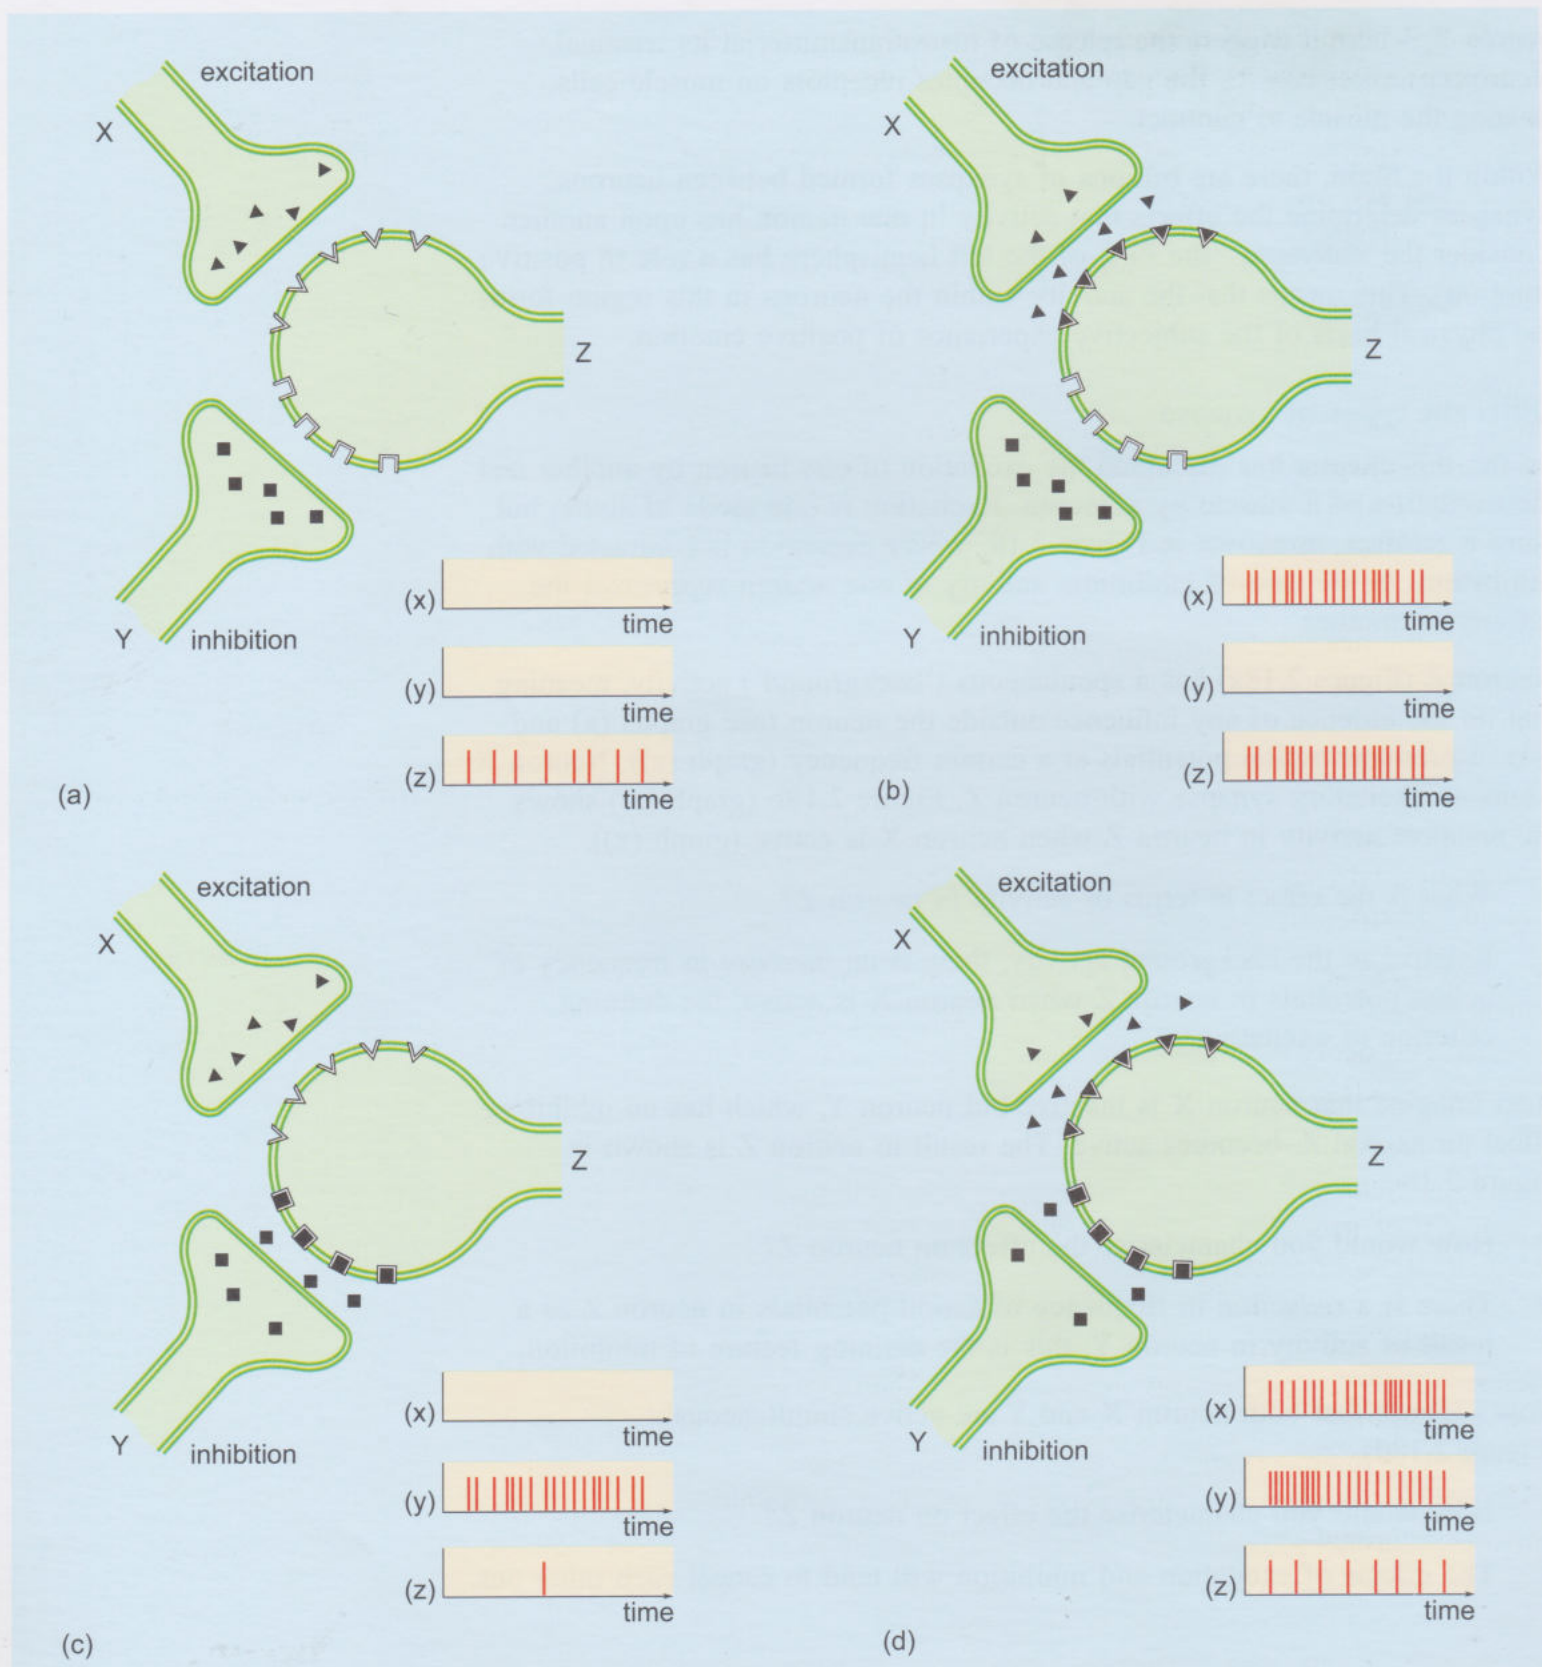 excitation
X
Z
Y
inhibition
(x)
time
(y)
time
(z)
time
(a)
excitation
X
Z
Y
inhibition
(x)
time
(y)
time
(z)
time
(b)
excitation
X
Z
Y
inhibition
(x)
time
(y)
time
(z)
time
(c)
excitation
X
Z
Y
inhibition
(x)
time
(y)
time
(z)
time
(d)